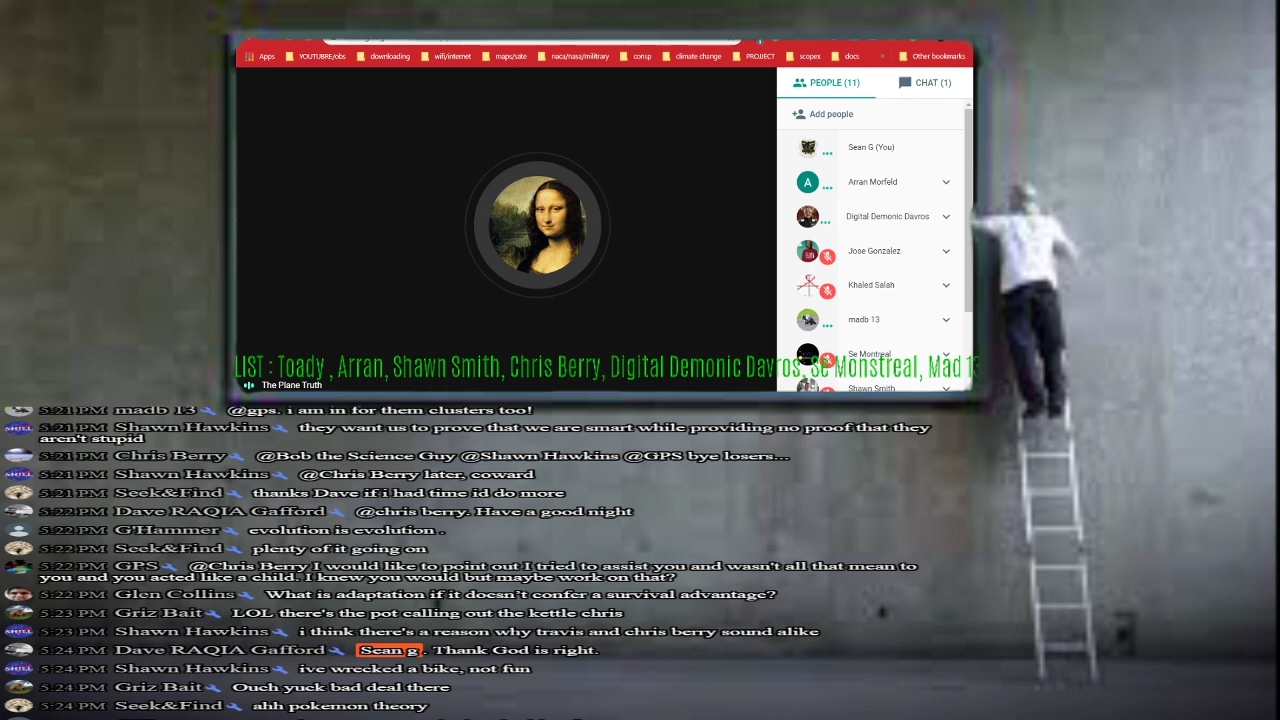 Apps YOUTUBRE/obs downloading wifi/internet maps/sate naca/nasa/militrary consp climate change PROJJECT scopex docs Other bookmarks
PEOPLE (11) CHAT (1)
Add people
Sean G (You)
A Arran Morfeld
Digital Demonic Davros
Jose Gonzalez
Khaled Salah
madb 13
Se Montreal
LIST : Toady , Arran, Shawn Smith, Chris Berry, Digital Demonic Davros, Se Monstreal, Mad 13
The Plane Truth
Shawn Smith
5:21 PM madb 13 @gps. i am in for them clusters too!
SHILL 5:21 PM Shawn Hawkins they want us to prove that we are smart while providing no proof that they
aren't stupid
5:21 PM Chris Berry @Bob the Science Guy @Shawn Hawkins @GPS bye losers...
SHILL 5:21 PM Shawn Hawkins @Chris Berry later, coward
5:21 PM Seek&Find thanks Dave if i had time id do more
5:22 PM Dave RAQIA Gafford @chris berry. Have a good night
5:22 PM G'Hammer evolution is evolution .
5:22 PM Seek&Find plenty of it going on
5:22 PM GPS @Chris Berry I would like to point out I tried to assist you and wasn't all that mean to
you and you acted like a child. I knew you would but maybe work on that?
5:22 PM Glen Collins What is adaptation if it doesn't confer a survival advantage?
5:23 PM Griz Bait LOL there's the pot calling out the kettle chris
SHILL 5:23 PM Shawn Hawkins i think there's a reason why travis and chris berry sound alike
5:24 PM Dave RAQIA Gafford Sean g . Thank God is right.
SHILL 5:24 PM Shawn Hawkins ive wrecked a bike, not fun
5:24 PM Griz Bait Ouch yuck bad deal there
5:24 PM Seek&Find ahh pokemon theory